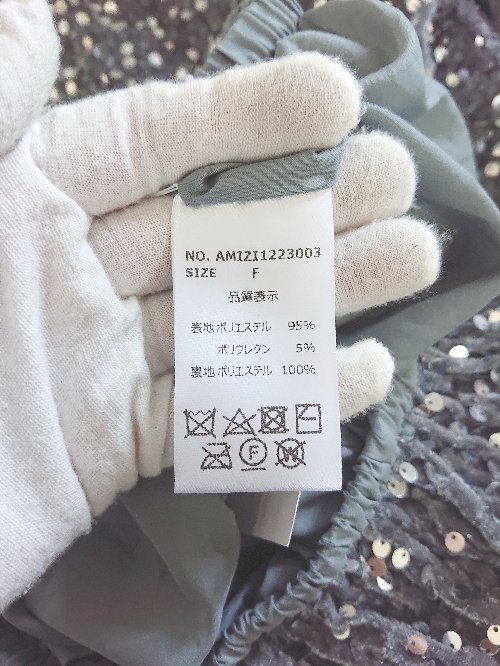 NO. AMIZI1223003
SIZE F
品質表示
表地 ポリエステル 95%
ポリウレタン 5%
裏地 ポリエステル 100%
F
W